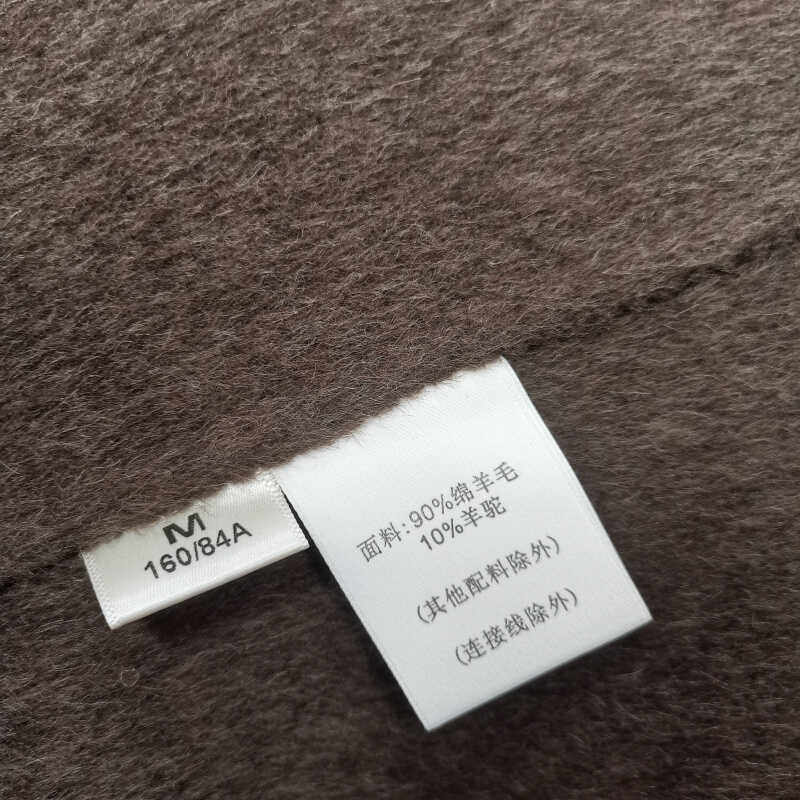 M
160/84A
面料:90%绵羊毛
10%羊驼
(其他配料除外)
(连接线除外)